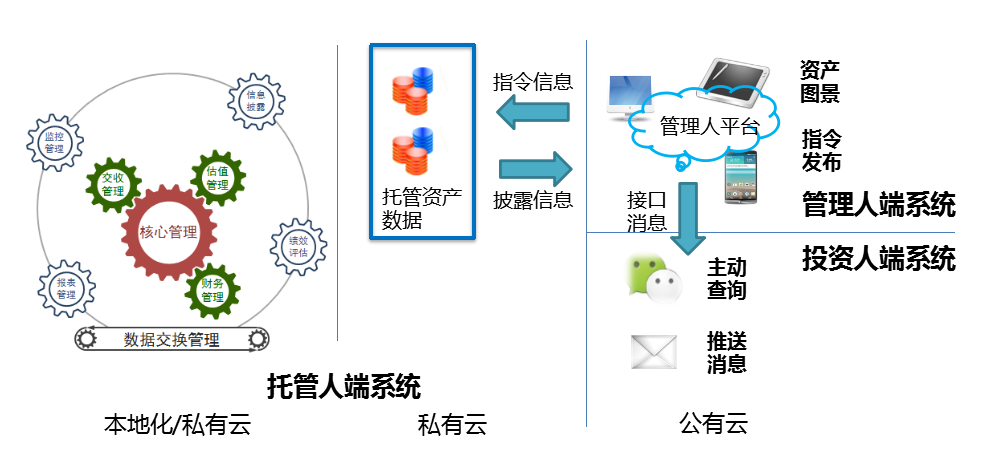 信息
披露
监控
管理
交收
管理
估值
管理
核心管理
绩效
评估
报表
管理
财务
管理
数据交换管理
托管资产
数据
指令信息
披露信息
管理人平台
资产
图景
指令
发布
接口
消息
管理人端系统
投资人端系统
主动
查询
推送
消息
托管人端系统
本地化/私有云
私有云
公有云